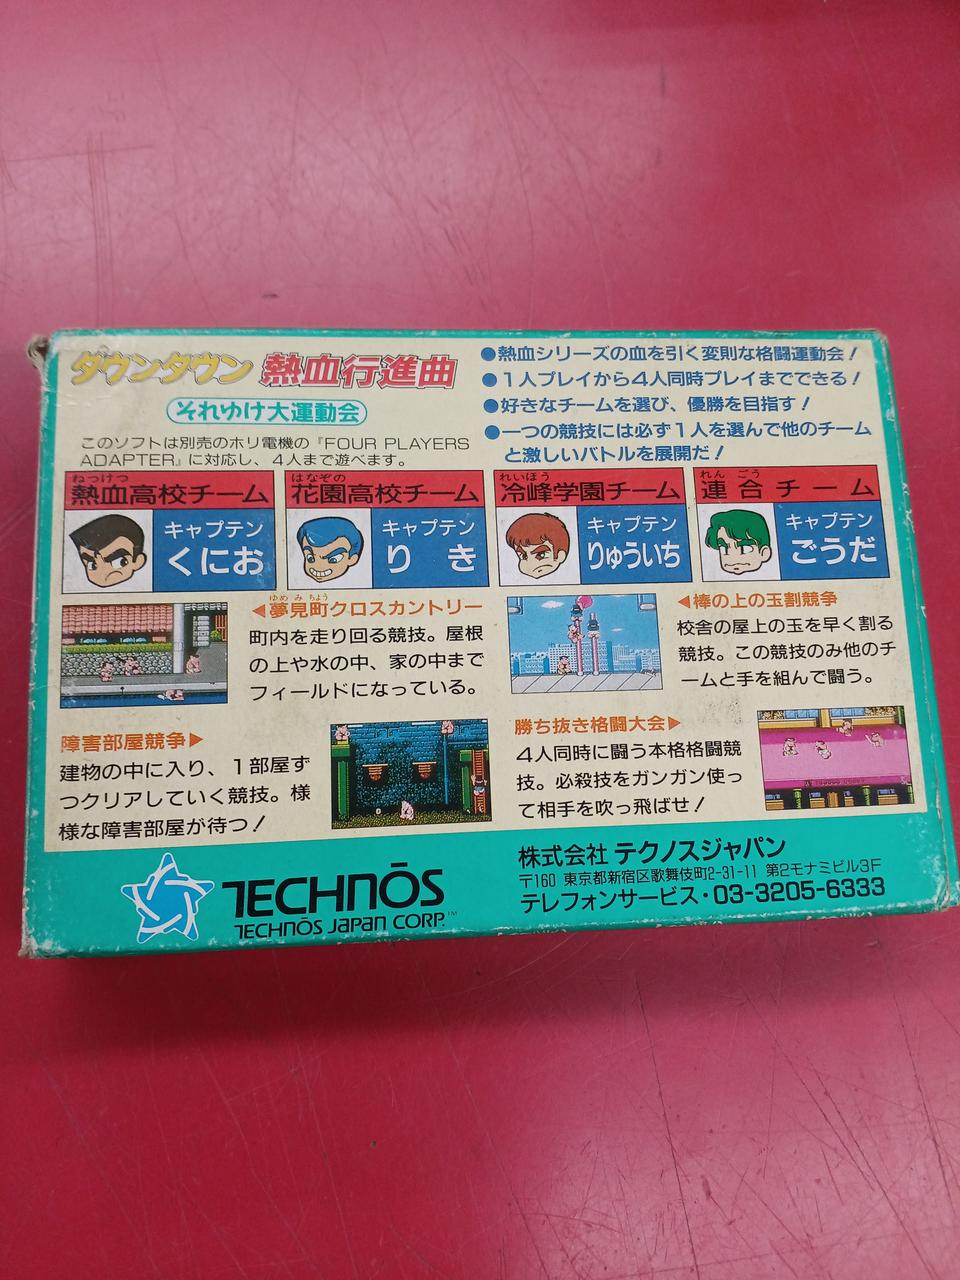 ダウンタウン 熱血行進曲
それゆけ大運動会
このソフトは別売のホリ電機の『FOUR PLAYERS
ADAPTER』に対応し、4人まで遊べます。
●熱血シリーズの血を引く変則な格闘運動会！
●1人プレイから4人同時プレイまでできる！
●好きなチームを選び、優勝を目指す！
●一つの競技には必ず1人を選んで他のチーム
と激しいバトルを展開だ！
ねっけつ
熱血高校チーム
キャプテン
くにお
はなぞの
花園高校チーム
キャプテン
りき
れいほう
冷峰学園チーム
キャプテン
りゅういち
れん ごう
連合チーム
キャプテン
ごうだ
ゆめ み ちょう
◀夢見町クロスカントリー
町内を走り回る競技。屋根
の上や水の中、家の中まで
フィールドになっている。
◀棒の上の玉割競争
校舎の屋上の玉を早く割る
競技。この競技のみ他のチ
ームと手を組んで闘う。
障害部屋競争▶
建物の中に入り、1部屋ず
つクリアしていく競技。様
様な障害部屋が待つ！
勝ち抜き格闘大会▶
4人同時に闘う本格格闘競
技。必殺技をガンガン使っ
て相手を吹っ飛ばせ！
TECHNŌS
TECHNŌS JAPAN CORP.™
株式会社 テクノスジャパン
〒160 東京都新宿区歌舞伎町2-31-11 第2モナミビル3F
テレフォンサービス・03-3205-6333